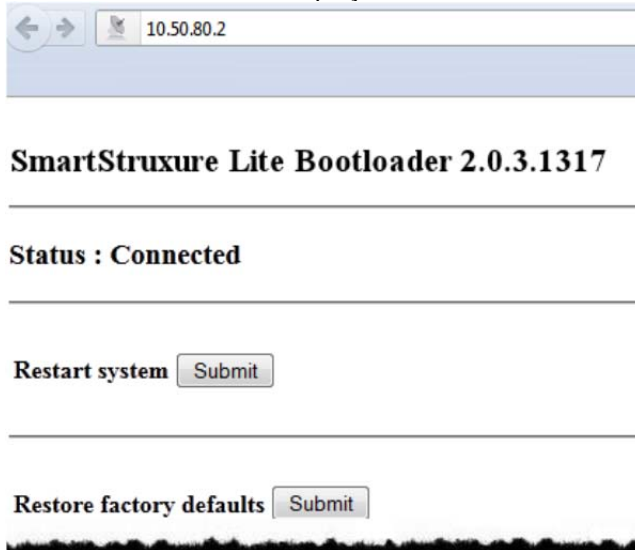 10.50.80.2
SmartStruxure Lite Bootloader 2.0.3.1317
Status : Connected
Restart system Submit
Restore factory defaults Submit